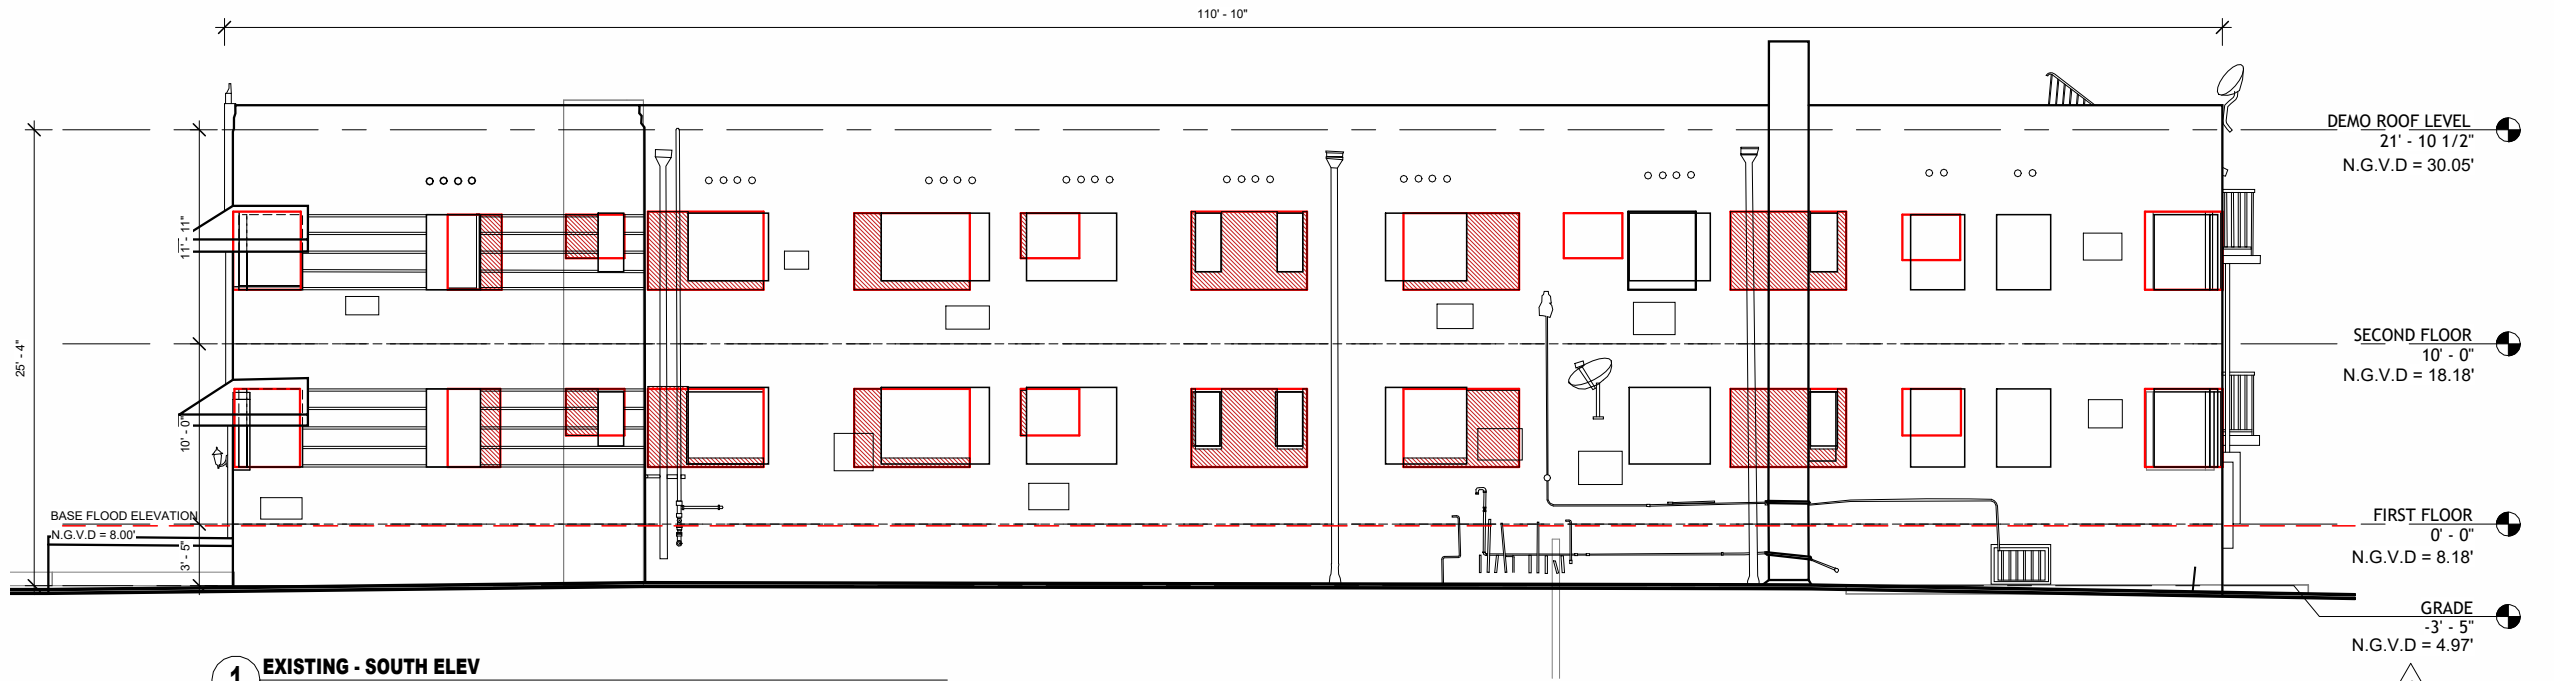 110' - 10"
DEMO ROOF LEVEL
21' - 10 1/2"
N.G.V.D = 30.05'
11' - 11"
25' - 4"
SECOND FLOOR
10' - 0"
N.G.V.D = 18.18'
10' - 0"
BASE FLOOD ELEVATION
N.G.V.D = 8.00'
3' - 5"
FIRST FLOOR
0' - 0"
N.G.V.D = 8.18'
GRADE
-3' - 5"
N.G.V.D = 4.97'
1
EXISTING - SOUTH ELEV